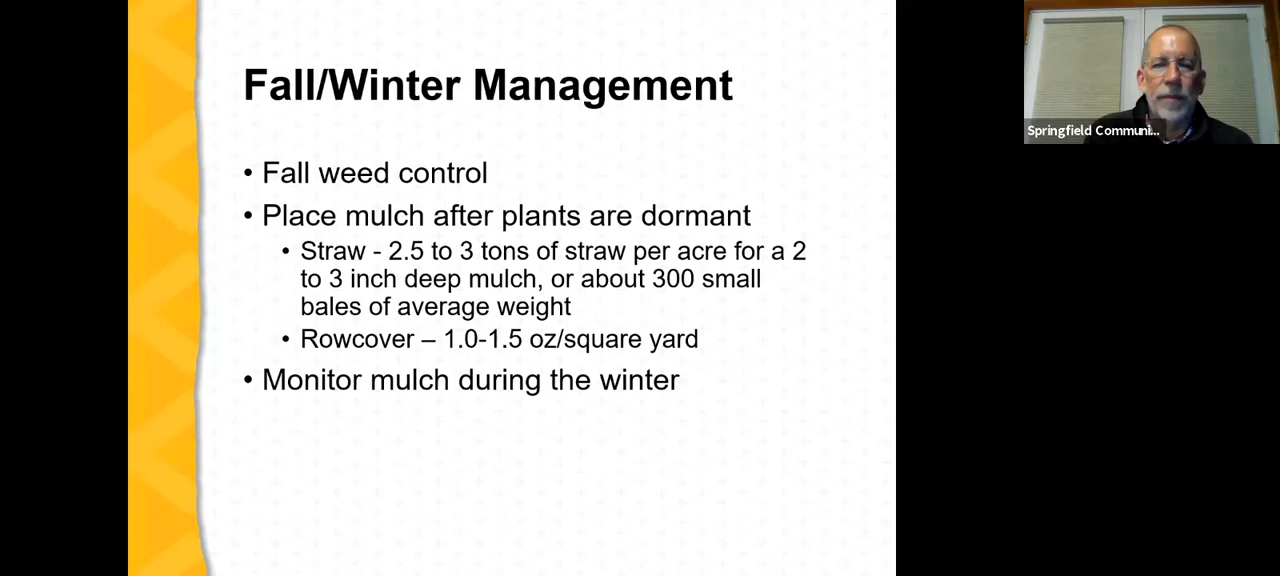 Fall/Winter Management
• Fall weed control
• Place mulch after plants are dormant
• Straw - 2.5 to 3 tons of straw per acre for a 2
to 3 inch deep mulch, or about 300 small
bales of average weight
• Rowcover – 1.0-1.5 oz/square yard
• Monitor mulch during the winter
Springfield Communi...